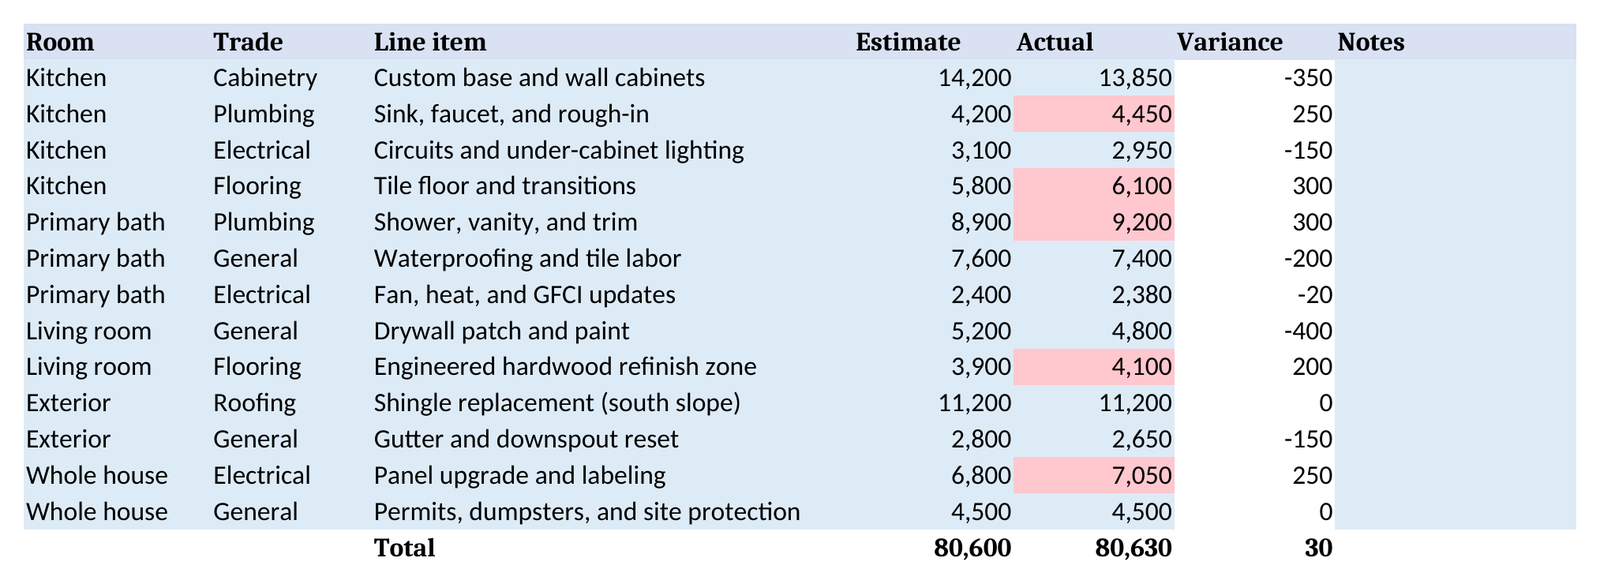 Room Trade Line item Estimate Actual Variance Notes
Kitchen Cabinetry Custom base and wall cabinets 14,200 13,850 -350
Kitchen Plumbing Sink, faucet, and rough-in 4,200 4,450 250
Kitchen Electrical Circuits and under-cabinet lighting 3,100 2,950 -150
Kitchen Flooring Tile floor and transitions 5,800 6,100 300
Primary bath Plumbing Shower, vanity, and trim 8,900 9,200 300
Primary bath General Waterproofing and tile labor 7,600 7,400 -200
Primary bath Electrical Fan, heat, and GFCI updates 2,400 2,380 -20
Living room General Drywall patch and paint 5,200 4,800 -400
Living room Flooring Engineered hardwood refinish zone 3,900 4,100 200
Exterior Roofing Shingle replacement (south slope) 11,200 11,200 0
Exterior General Gutter and downspout reset 2,800 2,650 -150
Whole house Electrical Panel upgrade and labeling 6,800 7,050 250
Whole house General Permits, dumpsters, and site protection 4,500 4,500 0
Total 80,600 80,630 30